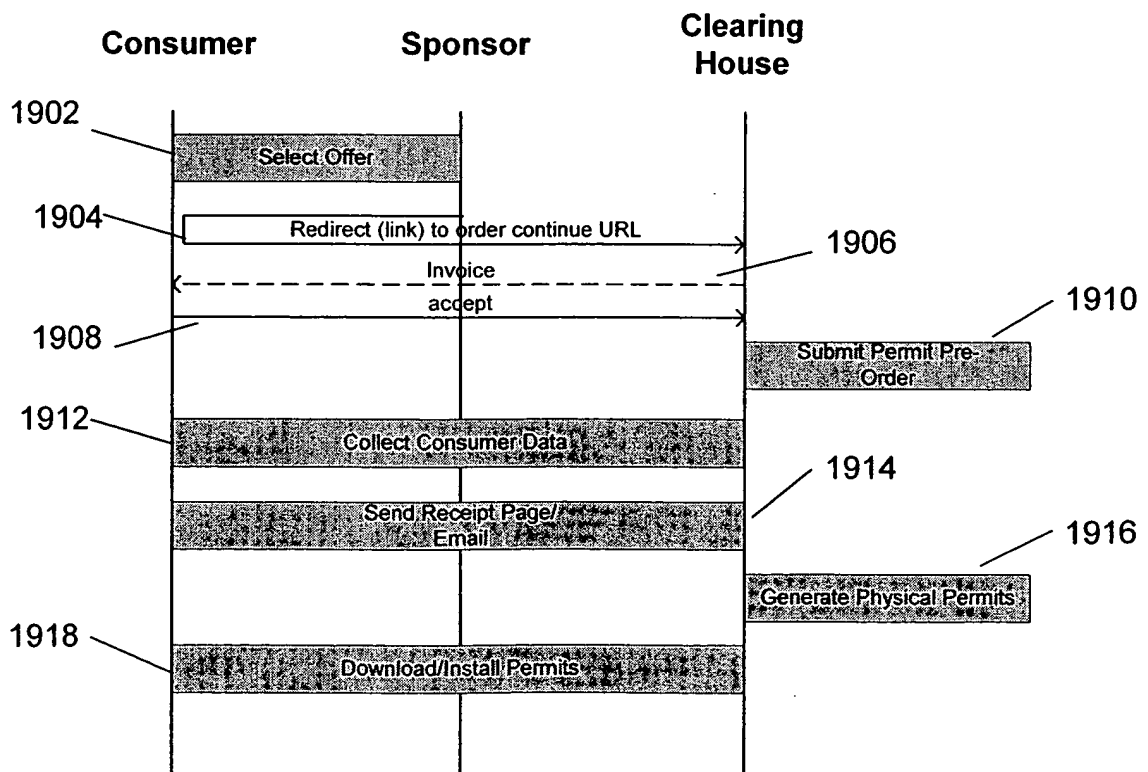 Consumer
Sponsor
Clearing
House
1902
Select Offer
1904
Redirect (link) to order continue URL
1906
Invoice
accept
1908
1910
Submit Permit Pre-
Order
1912
Collect Consumer Data
1914
Send Receipt Page/
Email
1916
Generate Physical Permits
1918
Download/Install Permits